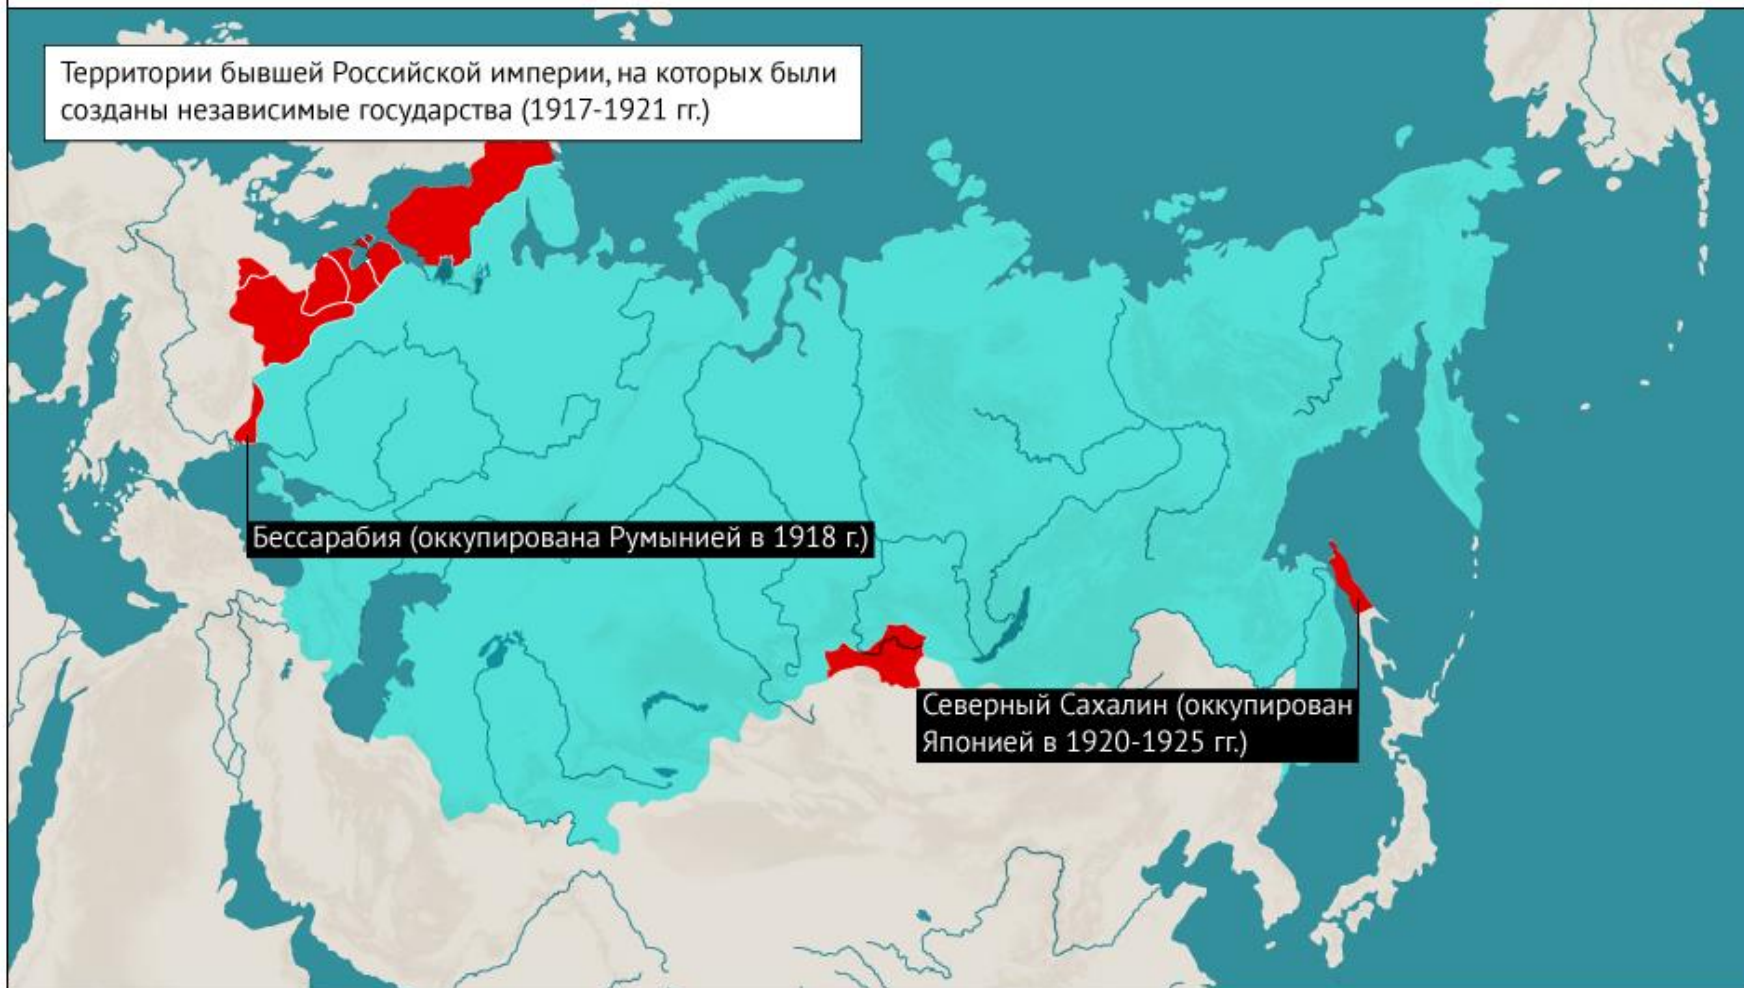 Территории бывшей Российской империи, на которых были
созданы независимые государства (1917-1921 гг.)
Бессарабия (оккупирована Румынией в 1918 г.)
Северный Сахалин (оккупирован
Японией в 1920-1925 гг.)